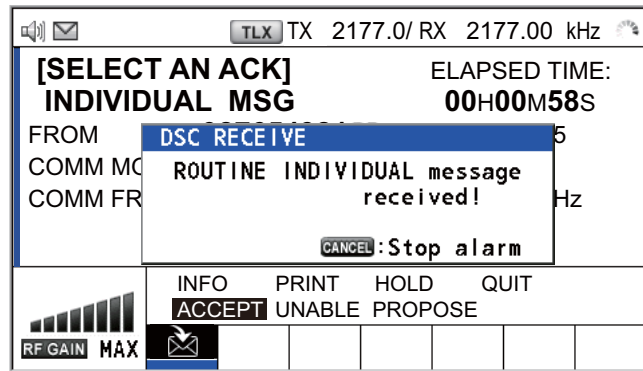 TLX TX 2177.0/ RX 2177.00 kHz
[SELECT AN ACK] ELAPSED TIME:
INDIVIDUAL MSG 00H00M58S
FROM 5
DSC RECEIVE
COMM MO
ROUTINE INDIVIDUAL message
received!
COMM FR Hz
CANCEL:Stop alarm
INFO PRINT HOLD QUIT
ACCEPT UNABLE PROPOSE
RF GAIN MAX